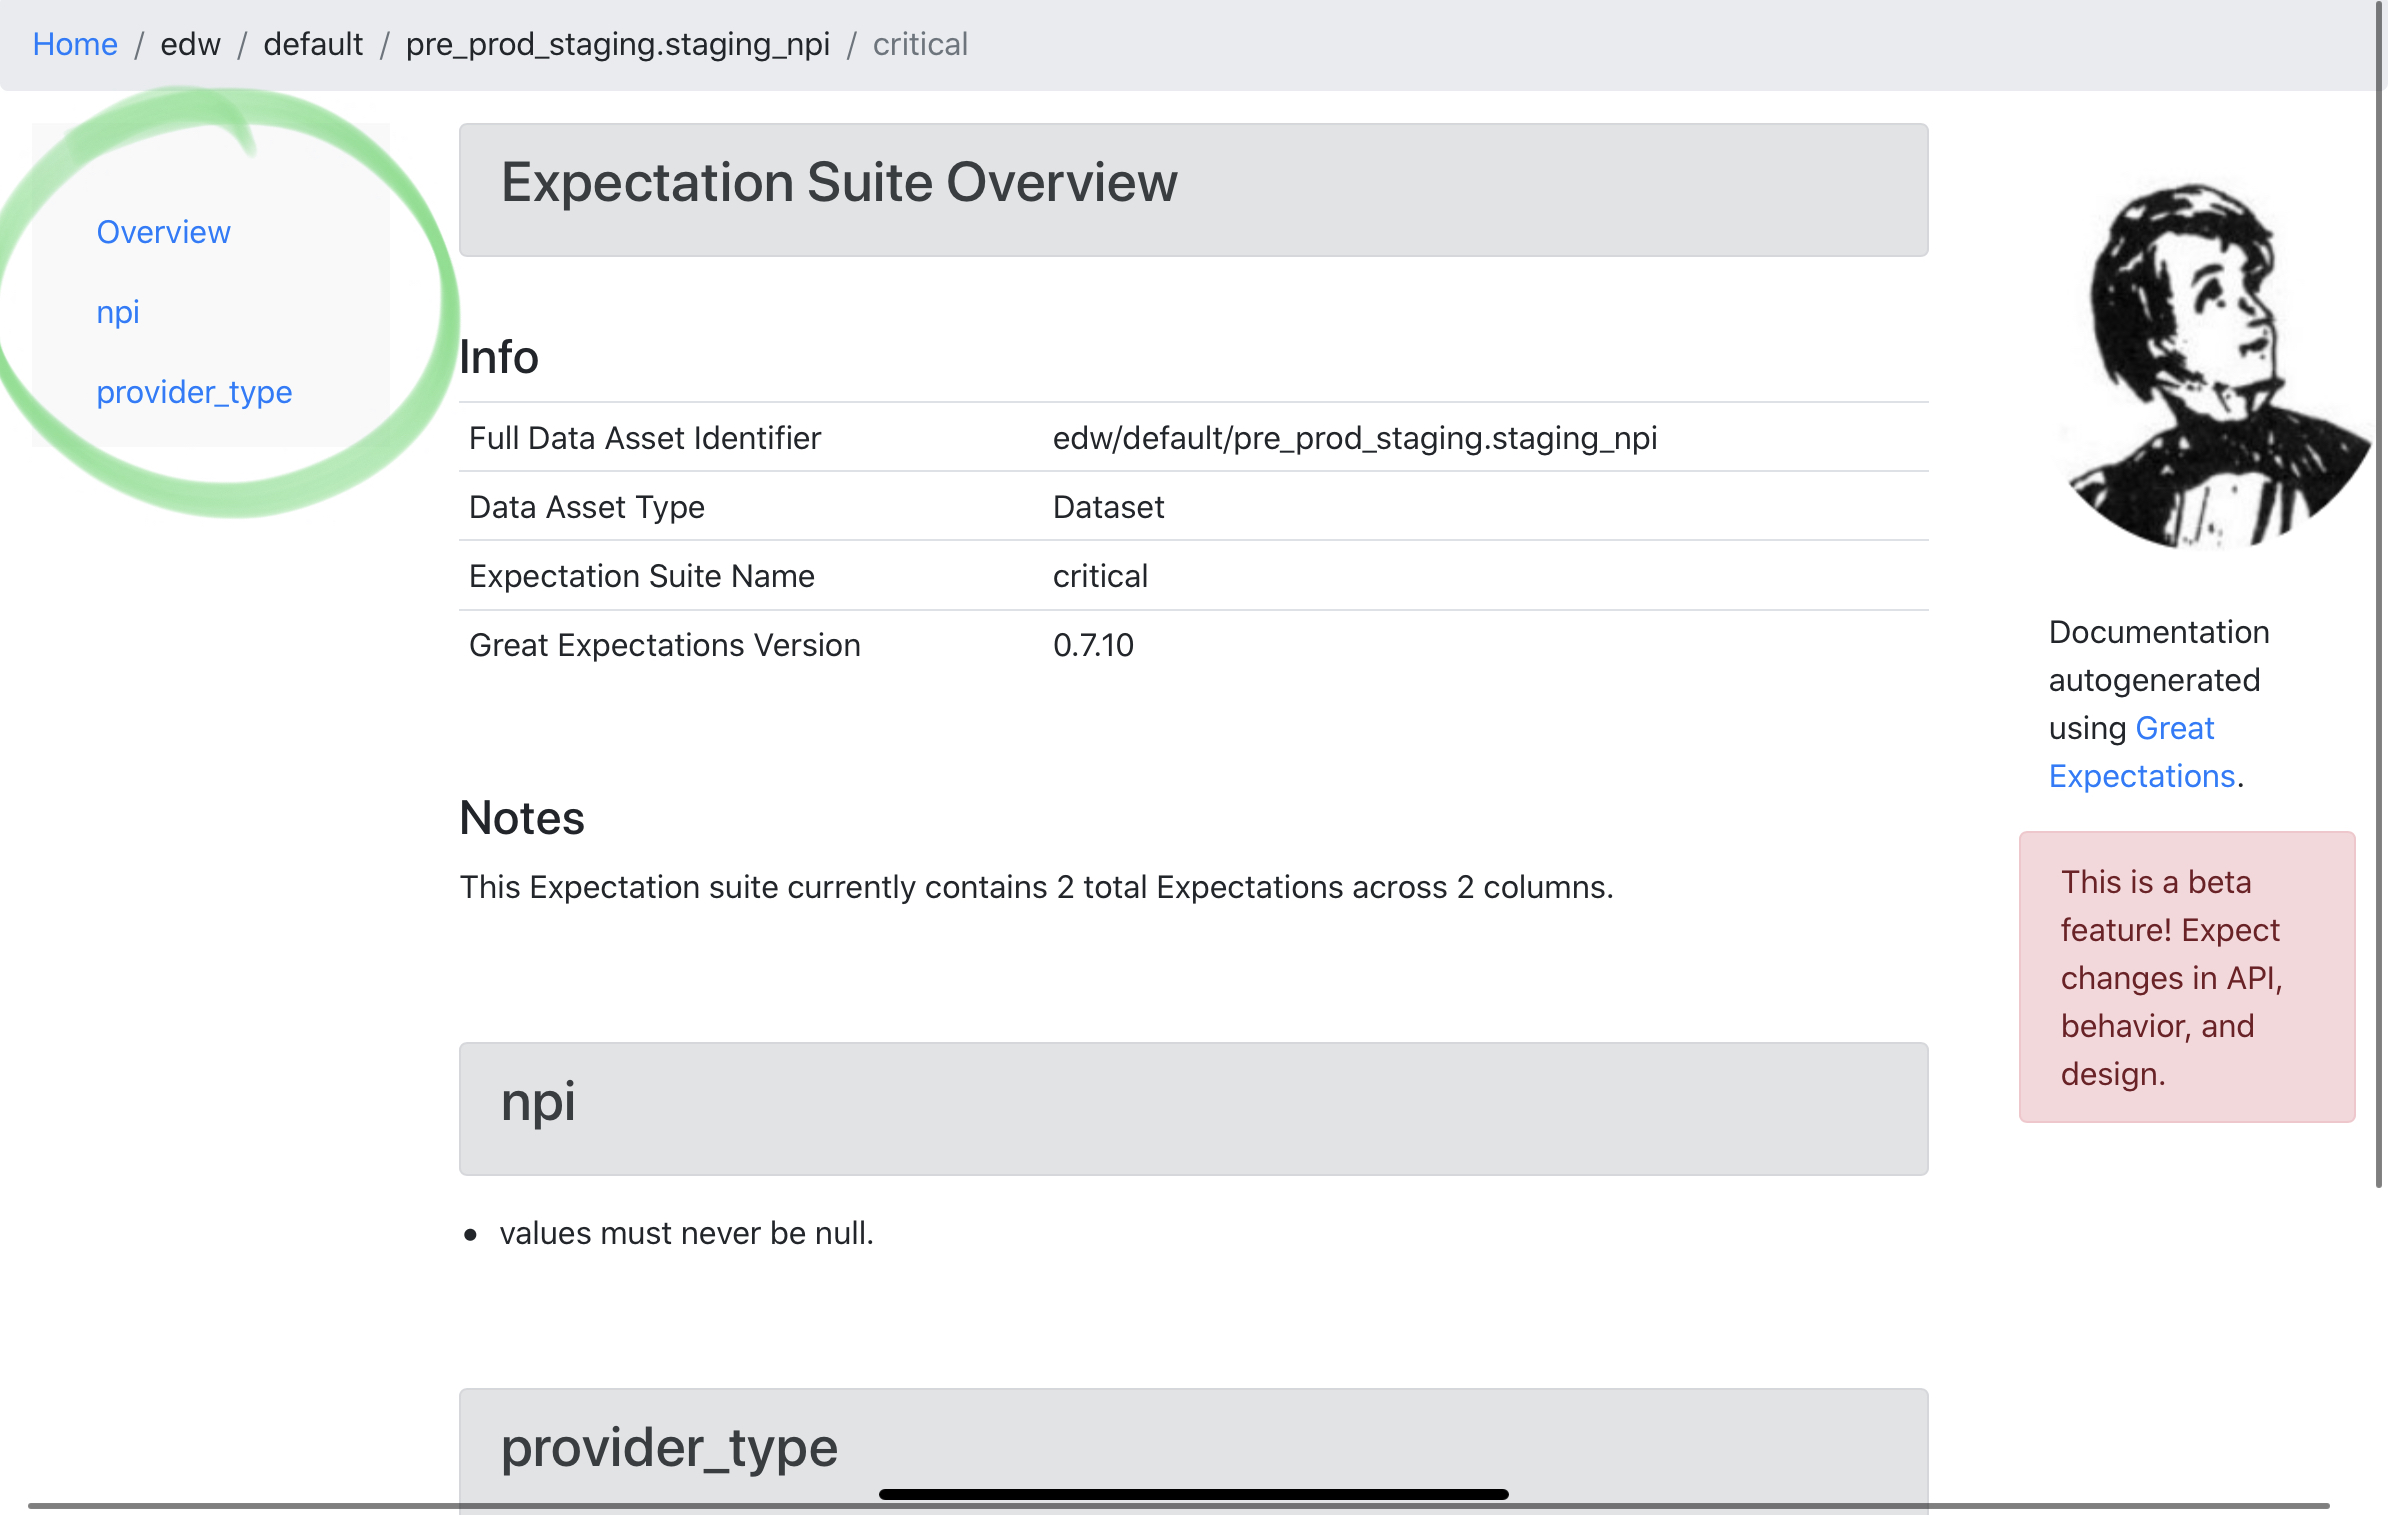 Home / edw / default / pre_prod_staging.staging_npi / critical
Overview
npi
provider_type
Expectation Suite Overview
Info
Full Data Asset Identifier edw/default/pre_prod_staging.staging_npi
Data Asset Type Dataset
Expectation Suite Name critical
Great Expectations Version 0.7.10
Notes
This Expectation suite currently contains 2 total Expectations across 2 columns.
npi
• values must never be null.
provider_type
Documentation
autogenerated
using Great
Expectations.
This is a beta
feature! Expect
changes in API,
behavior, and
design.